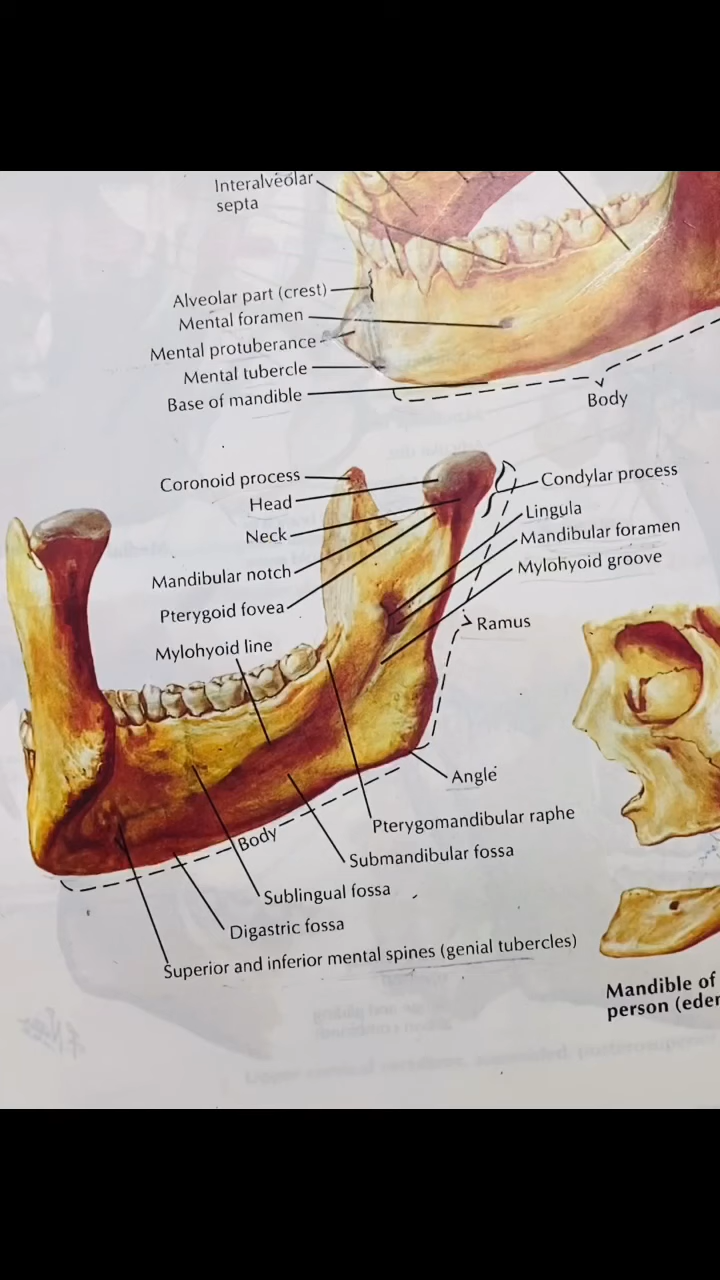 Interalveolar
septa
Alveolar part (crest)
Mental foramen
Mental protuberance
Mental tubercle
Base of mandible
Body
Coronoid process
Head
Neck
Mandibular notch
Pterygoid fovea
Mylohyoid line
Condylar process
Lingula
Mandibular foramen
Mylohyoid groove
Ramus
Angle
Pterygomandibular raphe
Body
Submandibular fossa
Sublingual fossa
Digastric fossa
Superior and inferior mental spines (genial tubercles)
Mandible of
person (eder